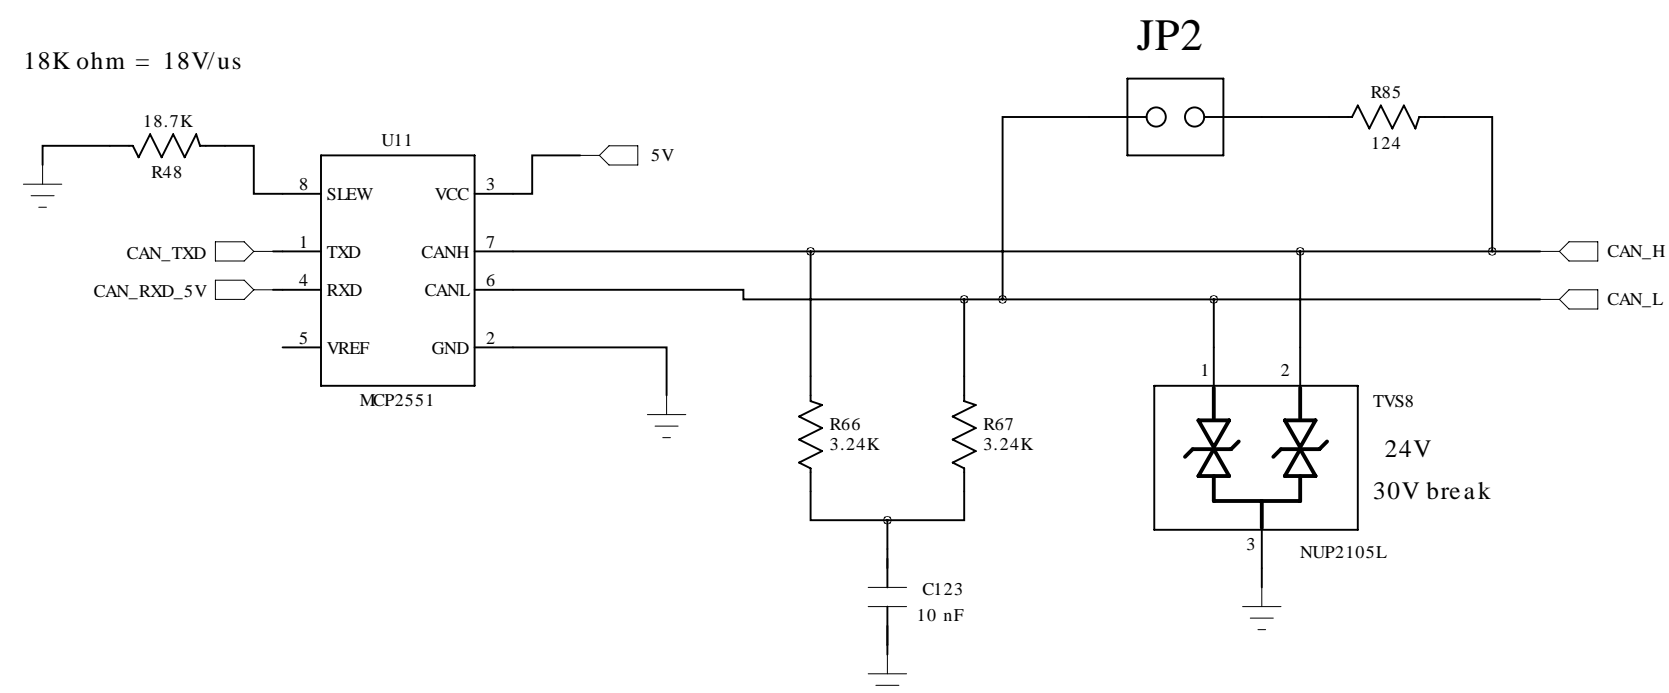 JP2
18K ohm = 18V/us
R85
124
18.7K
R48
U11
5V
8
SLEW
VCC
3
CAN_TXD
1
TXD
CANH
7
CAN_H
CAN_RXD_5V
4
RXD
CANL
6
CAN_L
5
VREF
GND
2
MCP2551
1
2
TVS8
R66
3.24K
R67
3.24K
24V
30V break
3
NUP2105L
C123
10 nF